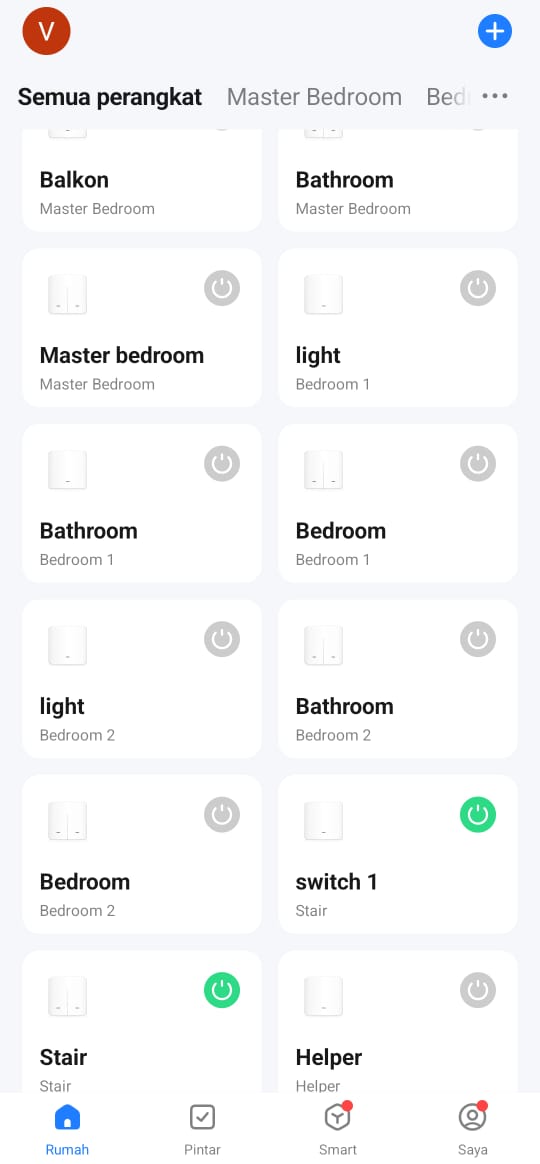 V
Semua perangkat Master Bedroom Bed
Balkon
Master Bedroom
Bathroom
Master Bedroom
Master bedroom
Master Bedroom
light
Bedroom 1
Bathroom
Bedroom 1
Bedroom
Bedroom 1
light
Bedroom 2
Bathroom
Bedroom 2
Bedroom
Bedroom 2
switch 1
Stair
Stair
Stair
Helper
Helper
Rumah Pintar Smart Saya